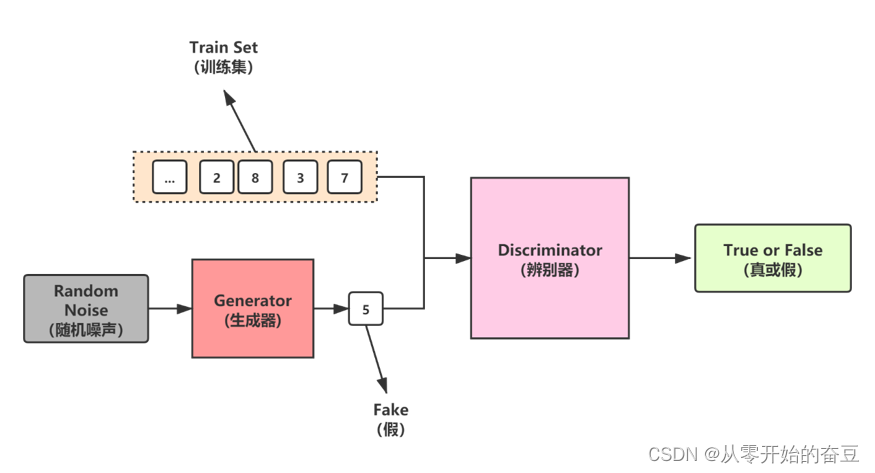 Train Set
（训练集）
... 2 8 3 7
Discriminator
（辨别器）
True or False
（真或假）
Random
Noise
（随机噪声）
Generator
（生成器）
5
Fake
（假）
CSDN @从零开始的奋豆